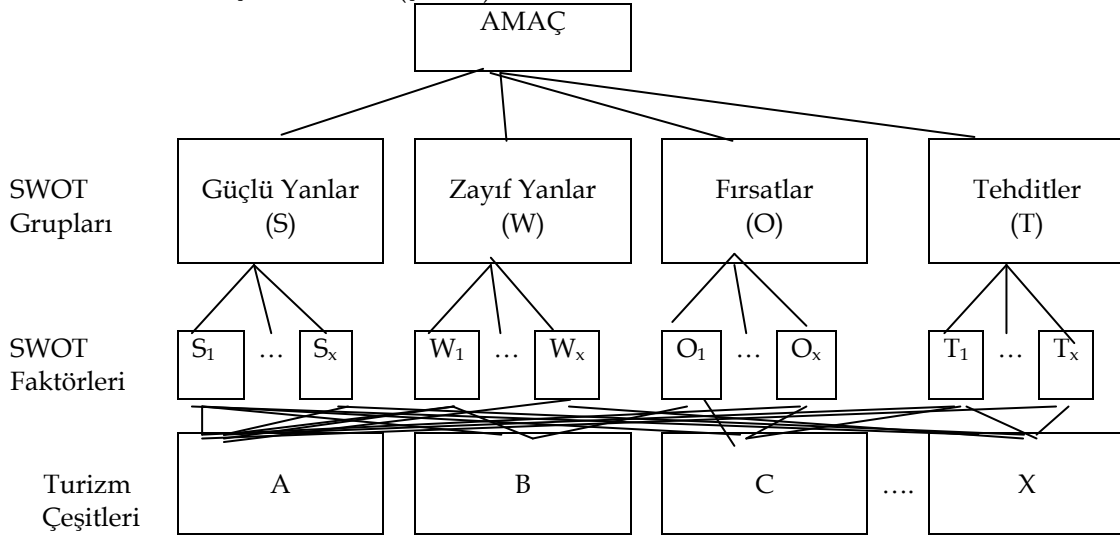 AMAÇ
SWOT
Grupları
Güçlü Yanlar
(S)
Zayıf Yanlar
(W)
Fırsatlar
(O)
Tehditler
(T)
SWOT
Faktörleri
S₁ … Sₓ W₁ … Wₓ O₁ … Oₓ T₁ … Tₓ
Turizm
Çeşitleri
A B C …. X